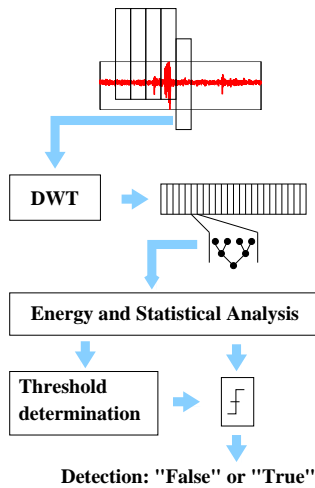 DWT
Energy and Statistical Analysis
Threshold
determination
Detection: "False" or "True"